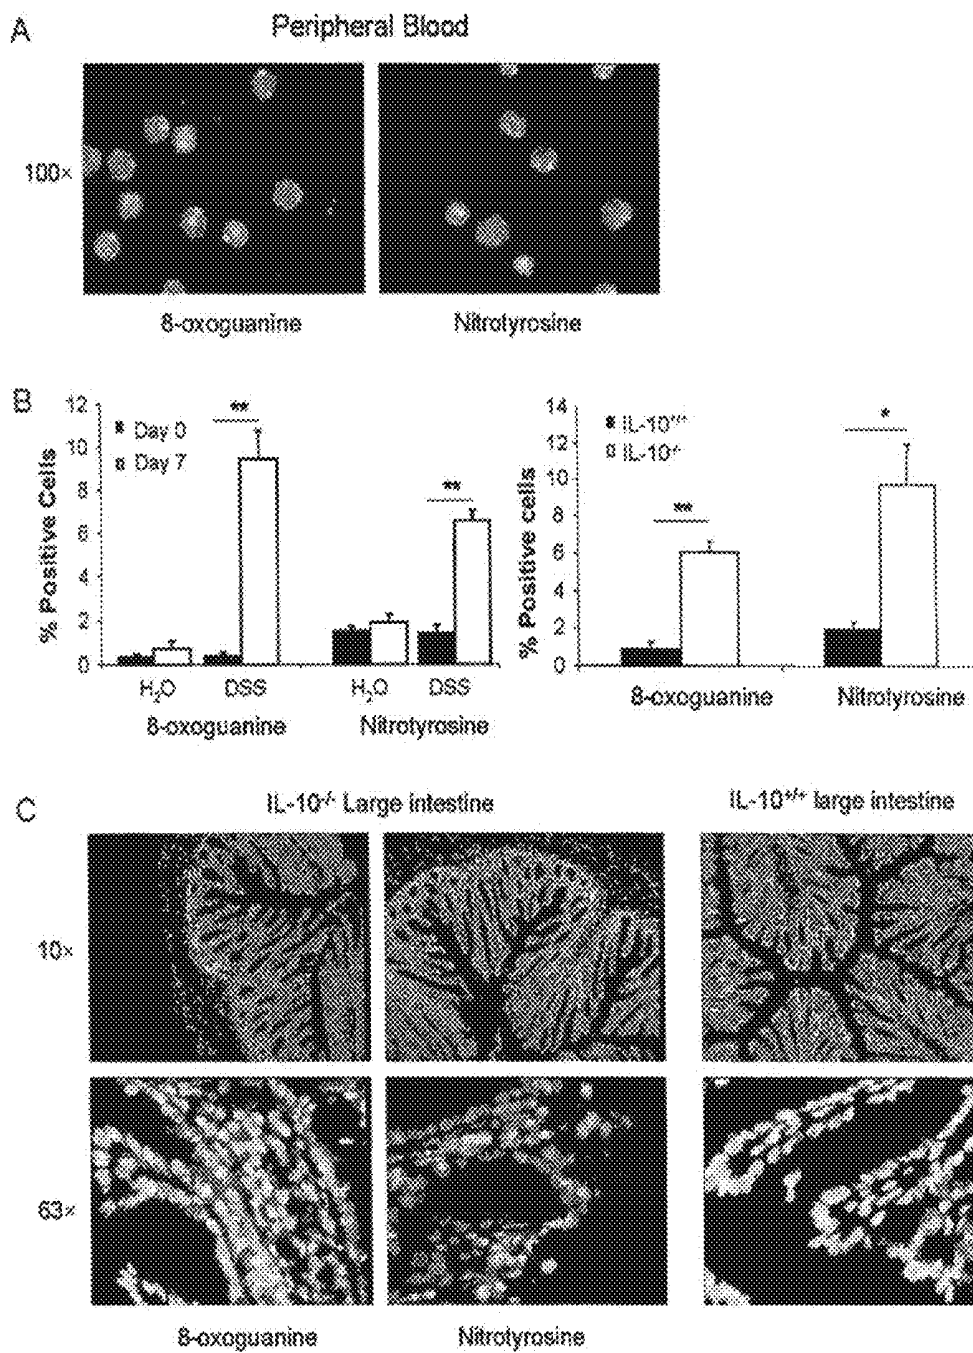 A
Peripheral Blood
100×
8-oxoguanine
Nitrotyrosine
B
% Positive Cells
12
10
8
6
4
2
0
Day 0
Day 7
**
**
H₂O
DSS
H₂O
DSS
8-oxoguanine
Nitrotyrosine
% Positive cells
14
12
10
8
6
4
2
0
IL-10⁺/⁺
IL-10⁻/⁻
**
*
8-oxoguanine
Nitrotyrosine
C
IL-10⁻/⁻ Large intestine
IL-10⁺/⁺ large intestine
10×
63×
8-oxoguanine
Nitrotyrosine